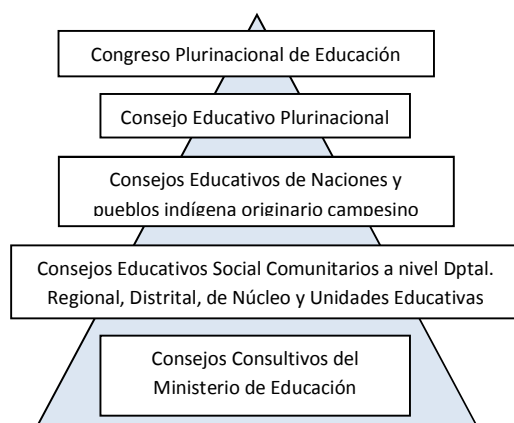 Congreso Plurinacional de Educación
Consejo Educativo Plurinacional
Consejos Educativos de Naciones y
pueblos indígena originario campesino
Consejos Educativos Social Comunitarios a nivel Dptal.
Regional, Distrital, de Núcleo y Unidades Educativas
Consejos Consultivos del
Ministerio de Educación